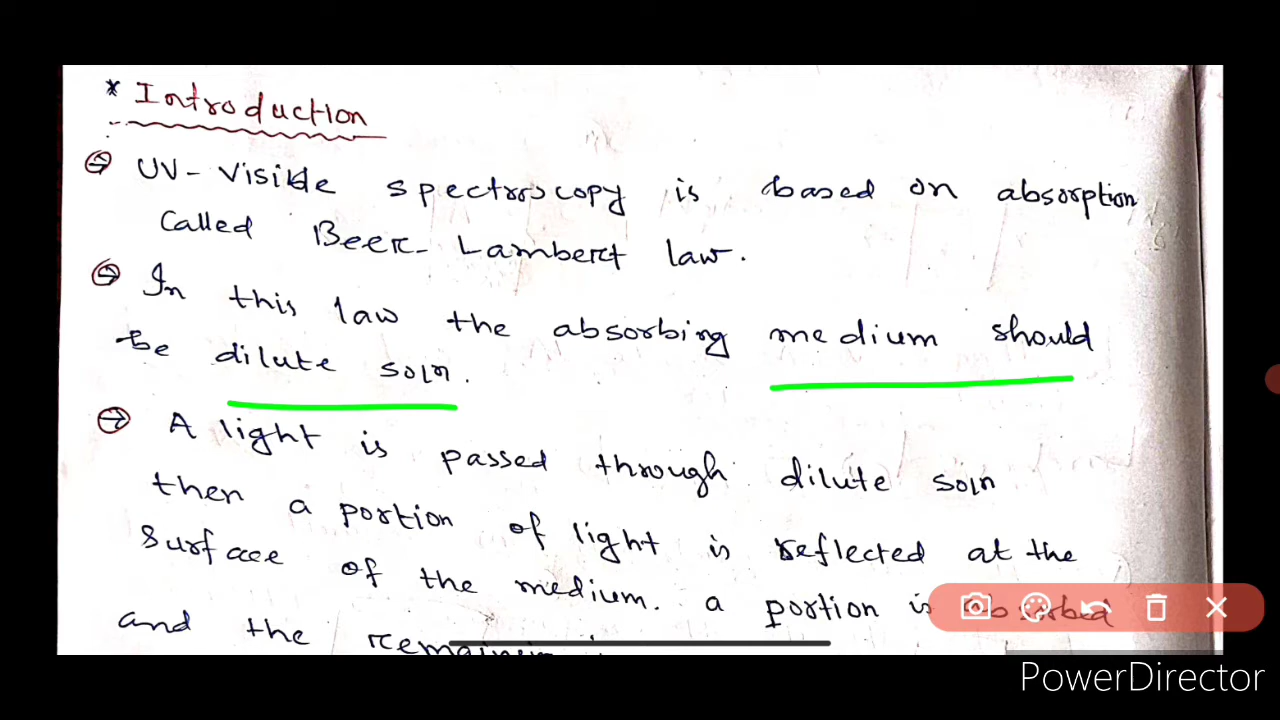 * Introduction
UV-Visible spectroscopy is based on absorption
called Beer-Lambert law.
In this law the absorbing medium should
be dilute soln.
A light is passed through dilute soln
then a portion of light is reflected at the
surface of the medium. a portion is absorbed
and the remaining
PowerDirector